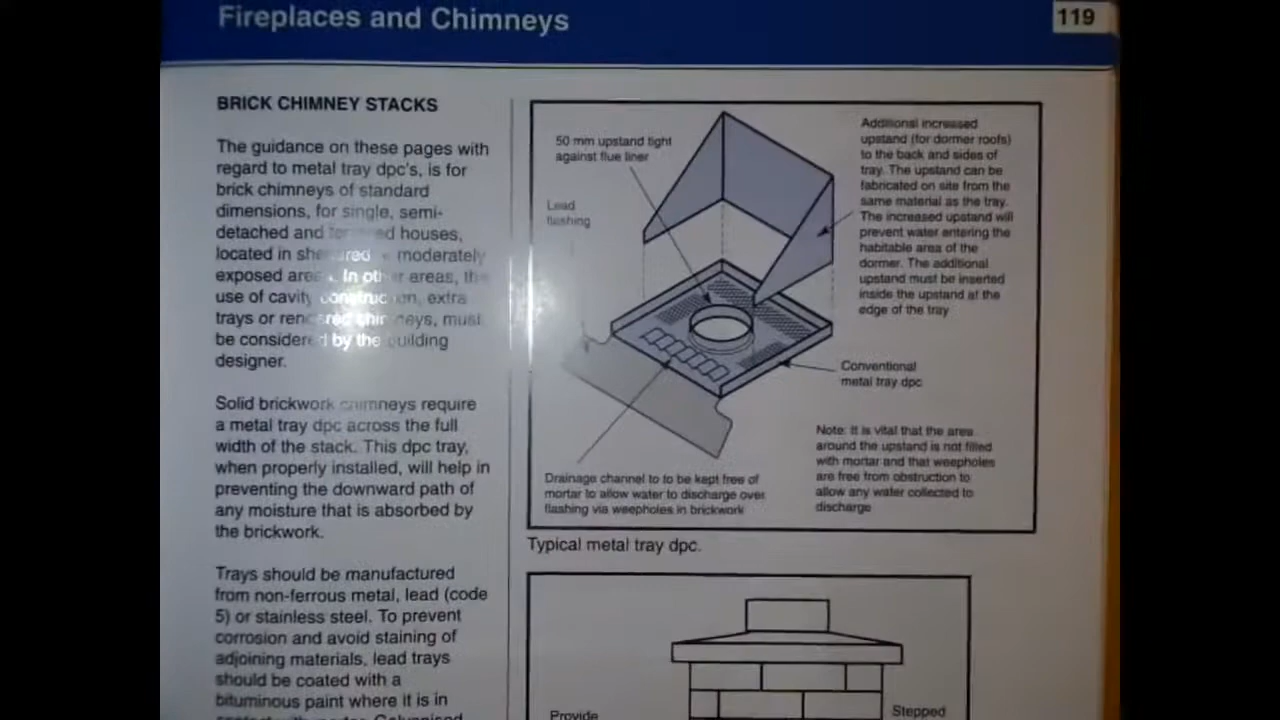 Fireplaces and Chimneys
119
BRICK CHIMNEY STACKS
The guidance on these pages with
regard to metal tray dpc's, is for
brick chimneys of standard
dimensions, for single, semi-
detached and houses,
located in moderately
exposed In other areas, the
use of cavity construction, extra
trays or rendered chimneys, must
be considered by the building
designer.
Solid brickwork chimneys require
a metal tray dpc across the full
width of the stack. This dpc tray,
when properly installed, will help in
preventing the downward path of
any moisture that is absorbed by
the brickwork.
Trays should be manufactured
from non-ferrous metal, lead (code
5) or stainless steel. To prevent
corrosion and avoid staining of
adjoining materials, lead trays
should be coated with a
bituminous paint where it is in
50 mm upstand tight
against flue liner
Lead
flashing
Additional increased
upstand (for dormer roofs)
to the back and sides of
tray. The upstand can be
fabricated on site from the
same material as the tray.
The increased upstand will
prevent water entering the
habitable area of the
dormer. The additional
upstand must be inserted
inside the upstand at the
edge of the tray
Conventional
metal tray dpc
Drainage channel to to be kept free of
mortar to allow water to discharge over
flashing via weepholes in brickwork
Note: It is vital that the area
around the upstand is not filled
with mortar and that weepholes
are free from obstruction to
allow any water collected to
discharge
Typical metal tray dpc.
Provide
Stepped